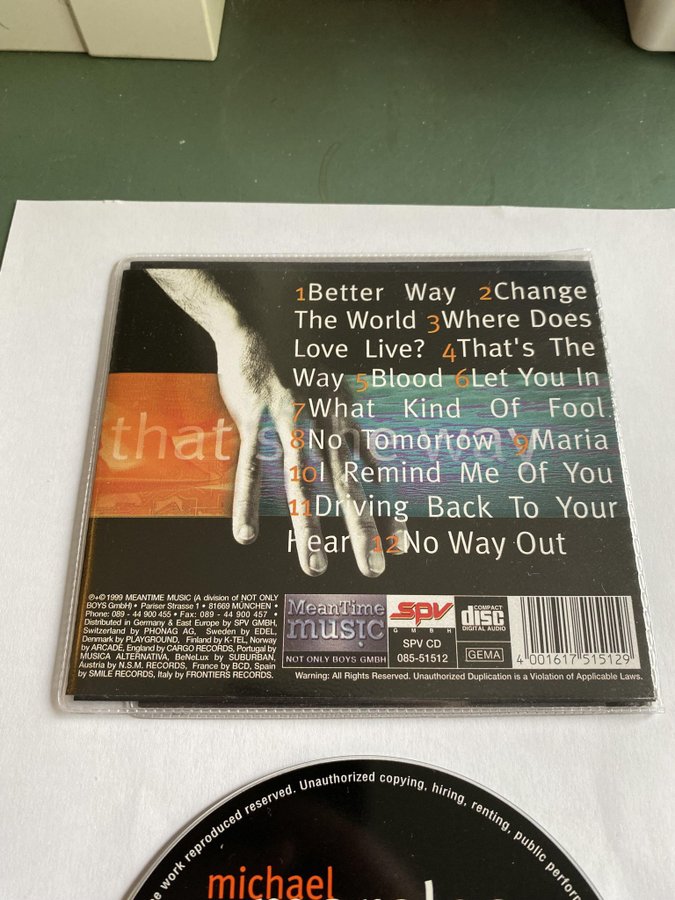 1Better Way 2Change
The World 3Where Does
Love Live? 4That's The
Way 5Blood 6Let You In
7What Kind Of Fool
8No Tomorrow 9Maria
10I Remind Me Of You
11Driving Back To Your
Heart 12No Way Out
that's the way
℗+© 1999 MEANTIME MUSIC (A division of NOT ONLY
BOYS GmbH) • Pariser Strasse 1 • 81669 MÜNCHEN •
Phone: 089 - 44 900 455 • Fax: 089 - 44 900 457 •
Distributed in Germany & East Europe by SPV GMBH,
Switzerland by PHONAG AG, Sweden by EDEL,
Denmark by PLAYGROUND, Finland by K-TEL, Norway
by ARCADE, England by CARGO RECORDS, Portugal by
MUSICA ALTERNATIVA, BeNeLux by SUBURBAN,
Austria by N.S.M. RECORDS, France by BCD, Spain
by SMILE RECORDS, Italy by FRONTIERS RECORDS.
MeanTime
music
NOT ONLY BOYS GMBH
SPV
GMBH
SPV CD
085-51512
COMPACT
disc
DIGITAL AUDIO
GEMA
4 001617 515129
Warning: All Rights Reserved. Unauthorized Duplication is a Violation of Applicable Laws.
work reproduced reserved. Unauthorized copying, hiring, renting, public
michael